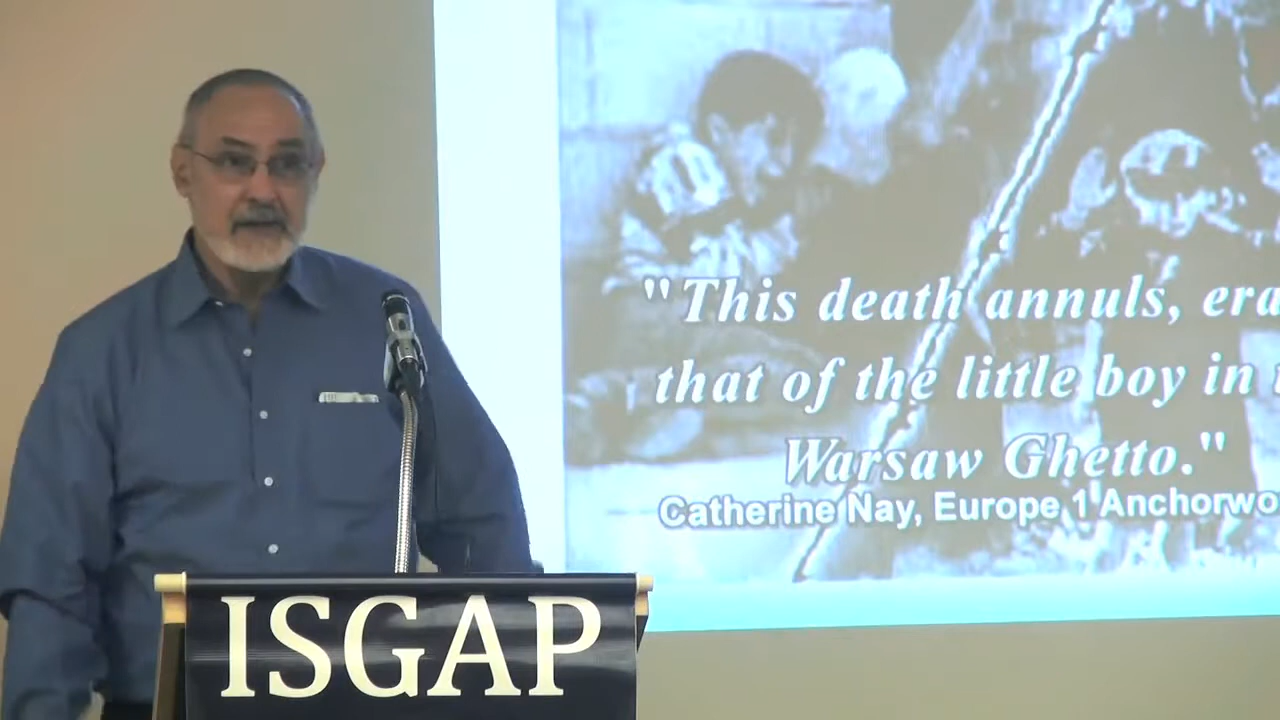 "This death annuls, era
that of the little boy in
Warsaw Ghetto."
Catherine Nay, Europe 1 Anchorwo
ISGAP